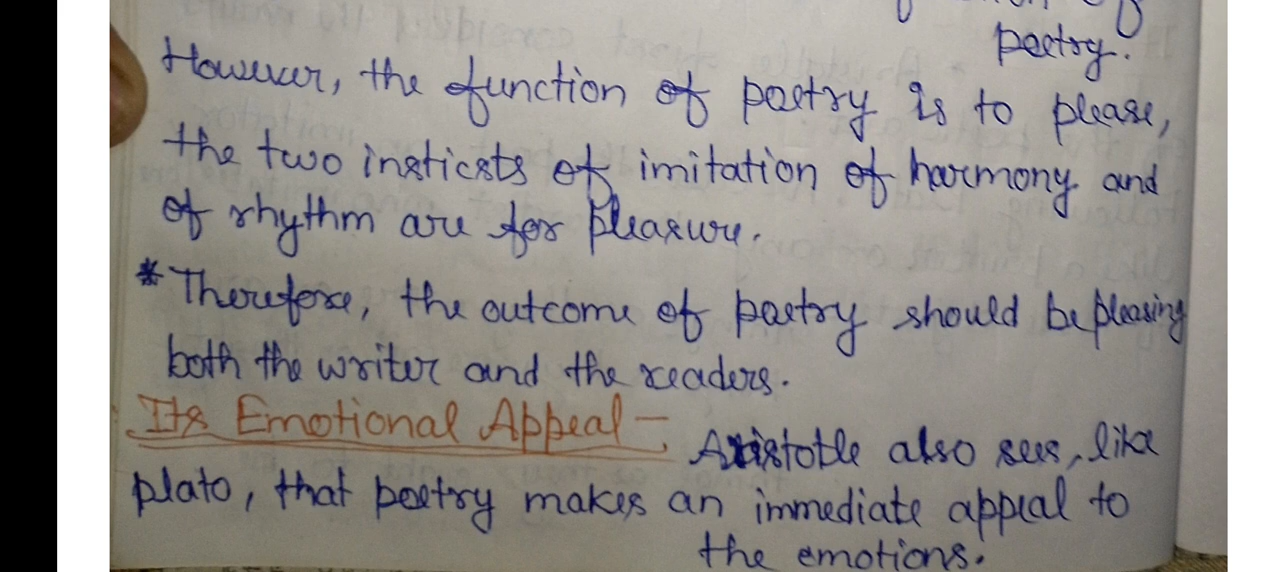 poetry.
However, the function of poetry is to please,
the two insticsts of imitation of harmony and
of rhythm are for pleasure.
* Therefore, the outcome of poetry should be pleasing
both the writer and the readers.
Its Emotional Appeal - Aristotle also sees, like
plato, that poetry makes an immediate appeal to
the emotions.